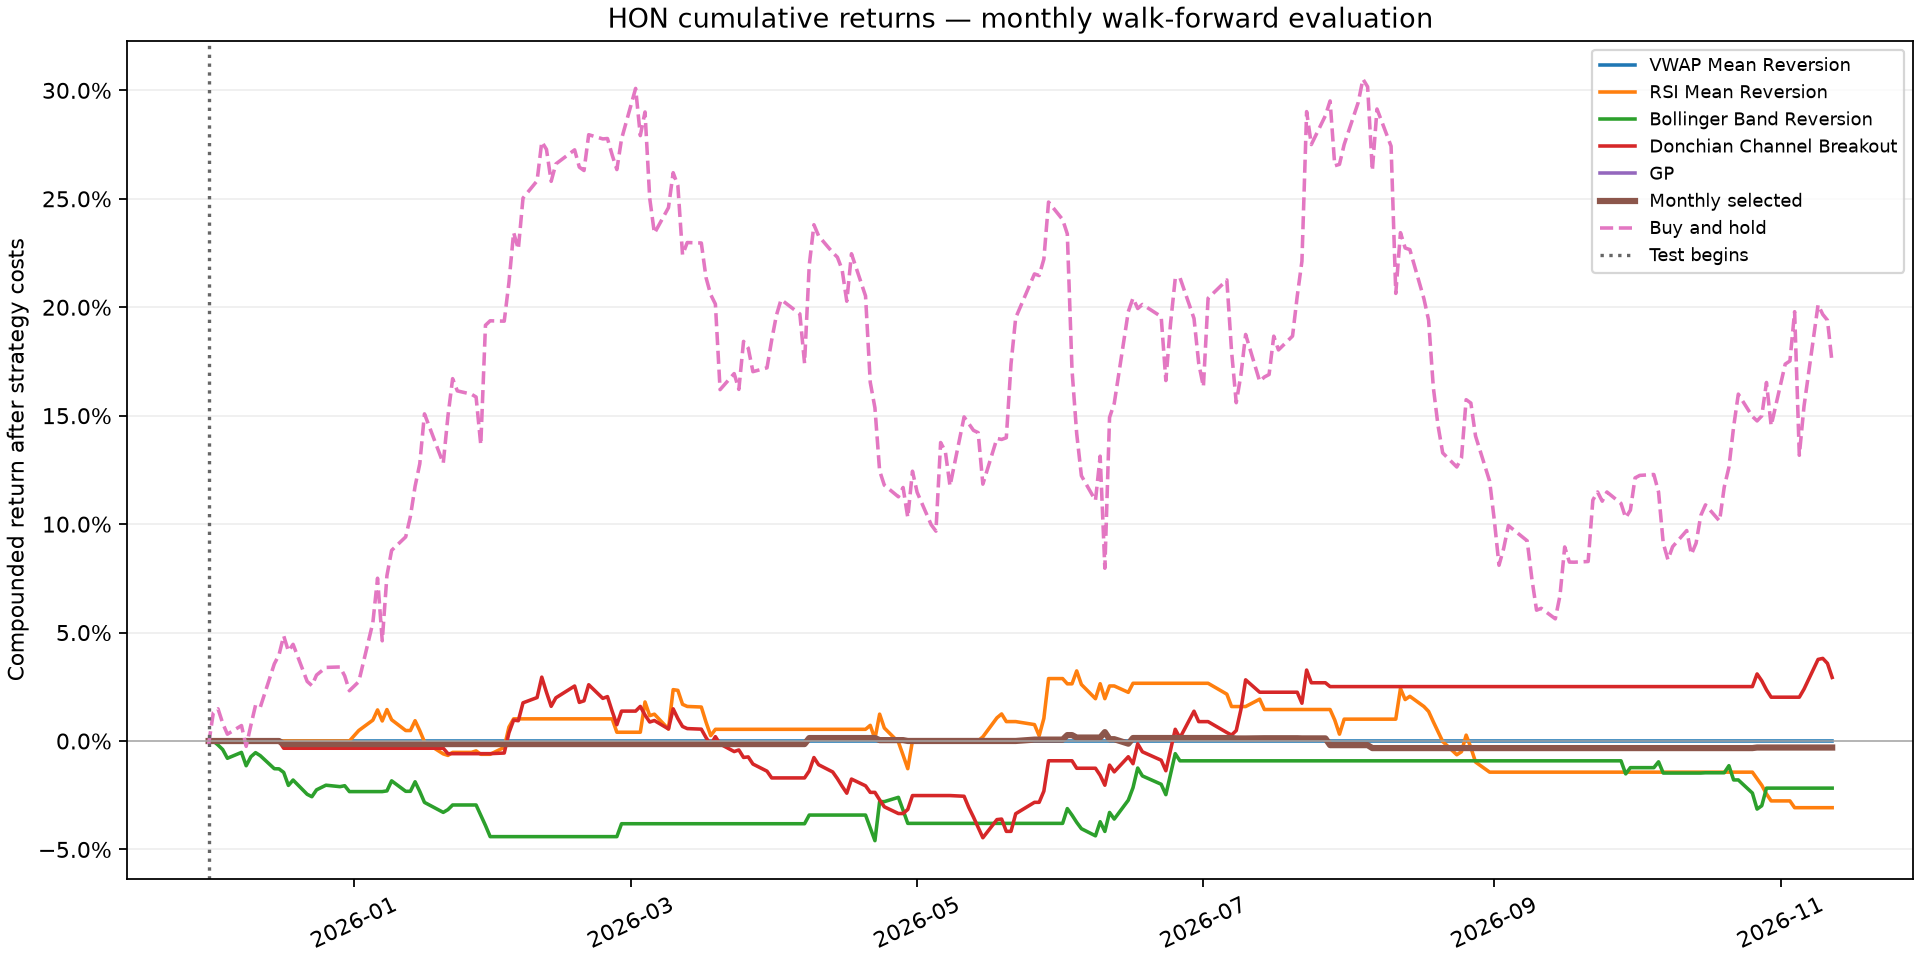 HON cumulative returns — monthly walk-forward evaluation
Compounded return after strategy costs
30.0%
25.0%
20.0%
15.0%
10.0%
5.0%
0.0%
−5.0%
VWAP Mean Reversion
RSI Mean Reversion
Bollinger Band Reversion
Donchian Channel Breakout
GP
Monthly selected
Buy and hold
Test begins
2026-01
2026-03
2026-05
2026-07
2026-09
2026-11